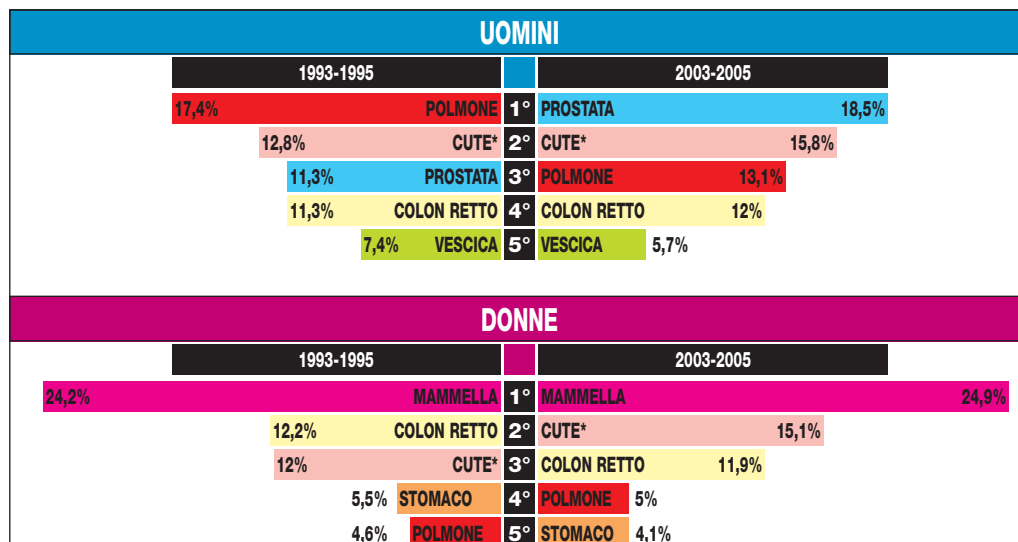 UOMINI
1993-1995 2003-2005
17,4% POLMONE 1° PROSTATA 18,5%
12,8% CUTE* 2° CUTE* 15,8%
11,3% PROSTATA 3° POLMONE 13,1%
11,3% COLON RETTO 4° COLON RETTO 12%
7,4% VESCICA 5° VESCICA 5,7%
DONNE
1993-1995 2003-2005
24,2% MAMMELLA 1° MAMMELLA 24,9%
12,2% COLON RETTO 2° CUTE* 15,1%
12% CUTE* 3° COLON RETTO 11,9%
5,5% STOMACO 4° POLMONE 5%
4,6% POLMONE 5° STOMACO 4,1%